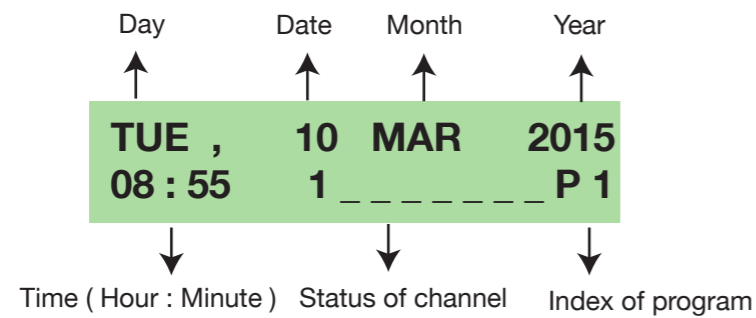 Day Date Month Year
TUE , 10 MAR 2015
08 : 55 1 _ _ _ _ _ _ _ P 1
Time ( Hour : Minute ) Status of channel Index of program